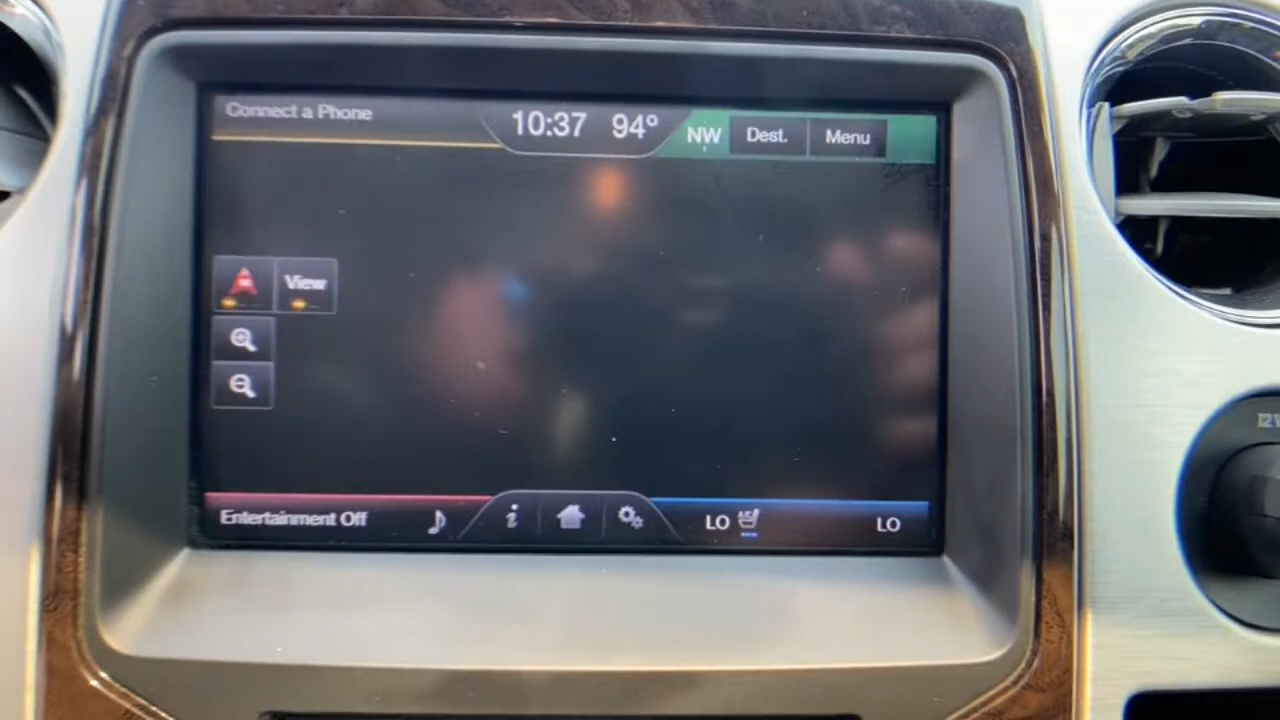 Connect a Phone
10:37 94°
NW Dest. Menu
View
Entertainment Off
i
LO
LO
12V